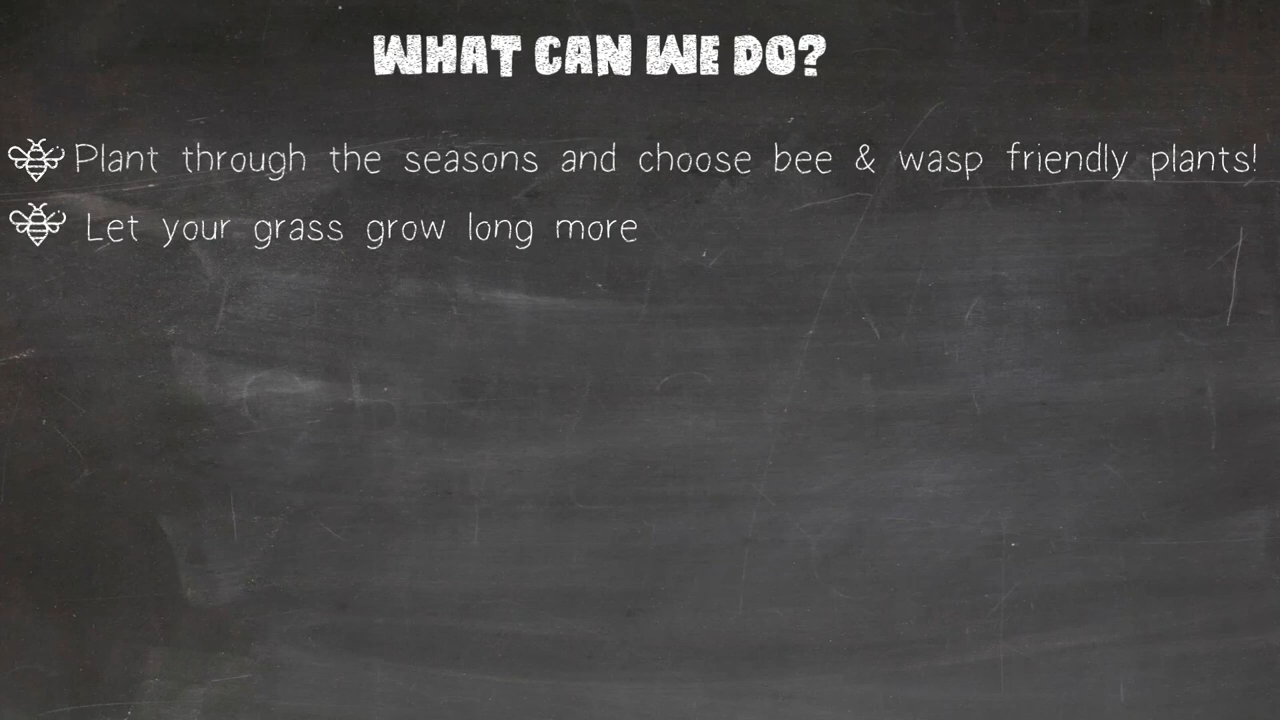 WHAT CAN WE DO?
Plant through the seasons and choose bee & wasp friendly plants!
Let your grass grow long more